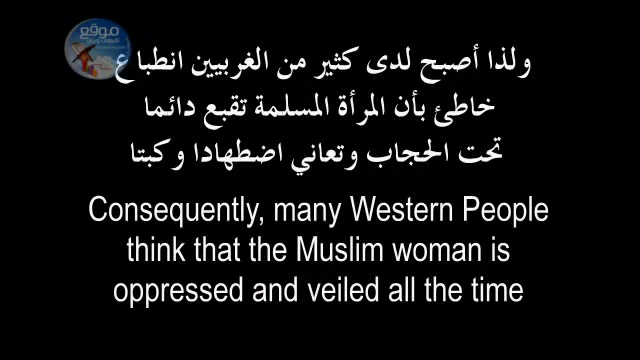 موقع
ولذا أصبح لدى كثير من الغربيين انطباع
خاطئ بأن المرأة المسلمة تقبع دائما
تحت الحجاب وتعاني اضطهادا وكبتا
Consequently, many Western People
think that the Muslim woman is
oppressed and veiled all the time